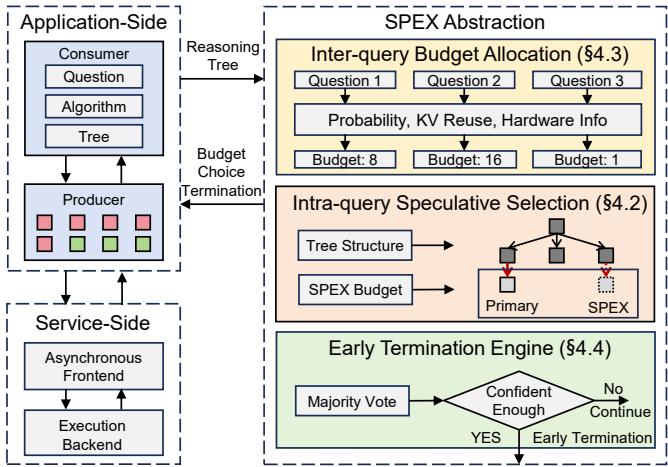 Application-Side
Consumer
Question
Algorithm
Tree
Producer
Service-Side
Asynchronous
Frontend
Execution
Backend
Reasoning
Tree
Budget
Choice
Termination
SPEX Abstraction
Inter-query Budget Allocation (§4.3)
Question 1
Question 2
Question 3
Probability, KV Reuse, Hardware Info
Budget: 8
Budget: 16
Budget: 1
Intra-query Speculative Selection (§4.2)
Tree Structure
SPEX Budget
Primary
SPEX
Early Termination Engine (§4.4)
Majority Vote
Confident
Enough
No
Continue
YES
Early Termination